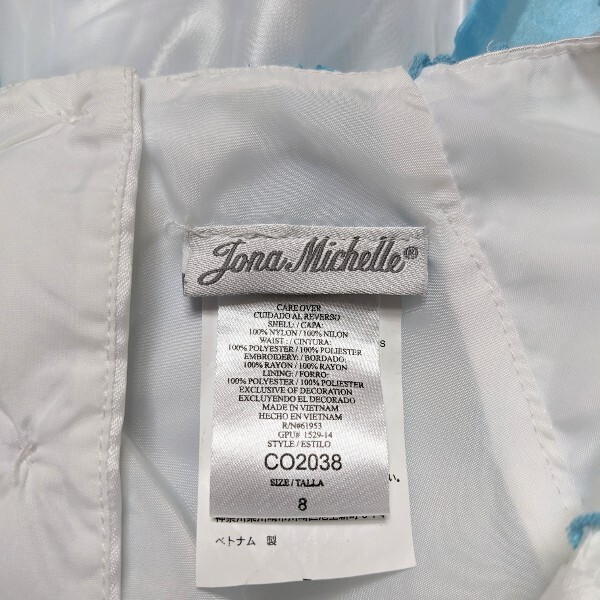 Jona Michelle®
CARE OVER
CUIDADO AL REVERSO
SHELL: / CAPA:
100% NYLON / 100% NILON
WAIST: / CINTURA:
100% POLYESTER / 100% POLIESTER
EMBROIDERY: / BORDADO:
100% RAYON / 100% RAYON
LINING: / FORRO:
100% POLYESTER / 100% POLIESTER
EXCLUSIVE OF DECORATION
EXCLUYENDO EL DECORADO
MADE IN VIETNAM
HECHO EN VIETNAM
R/N#61953
GPU# 1529-14
STYLE / ESTILO
CO2038
SIZE / TALLA
8
ベトナム 製